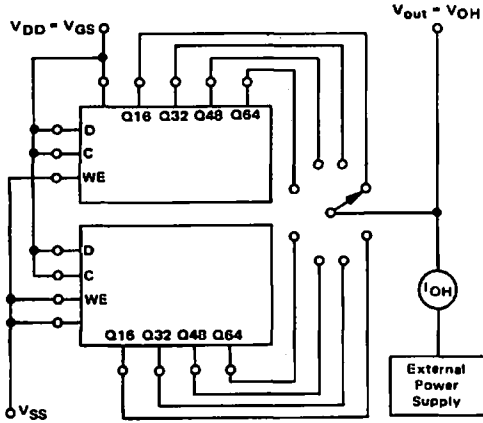 VDD = VGS
Vout = VOH
Q16 Q32 Q48 Q64
D
C
WE
D
C
WE
Q16 Q32 Q48 Q64
IOH
External
Power
Supply
VSS